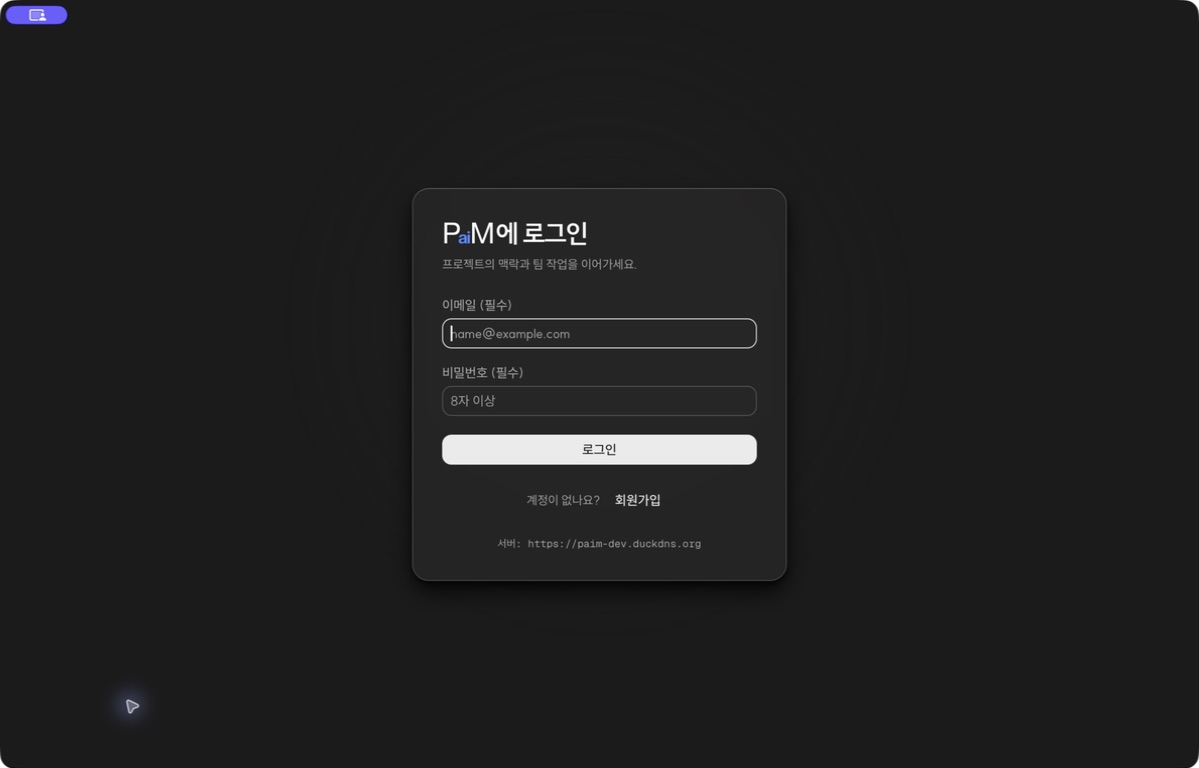 PaiM에 로그인
프로젝트의 맥락과 팀 작업을 이어가세요.
이메일 (필수)
name@example.com
비밀번호 (필수)
8자 이상
로그인
계정이 없나요? 회원가입
서버: https://paim-dev.duckdns.org